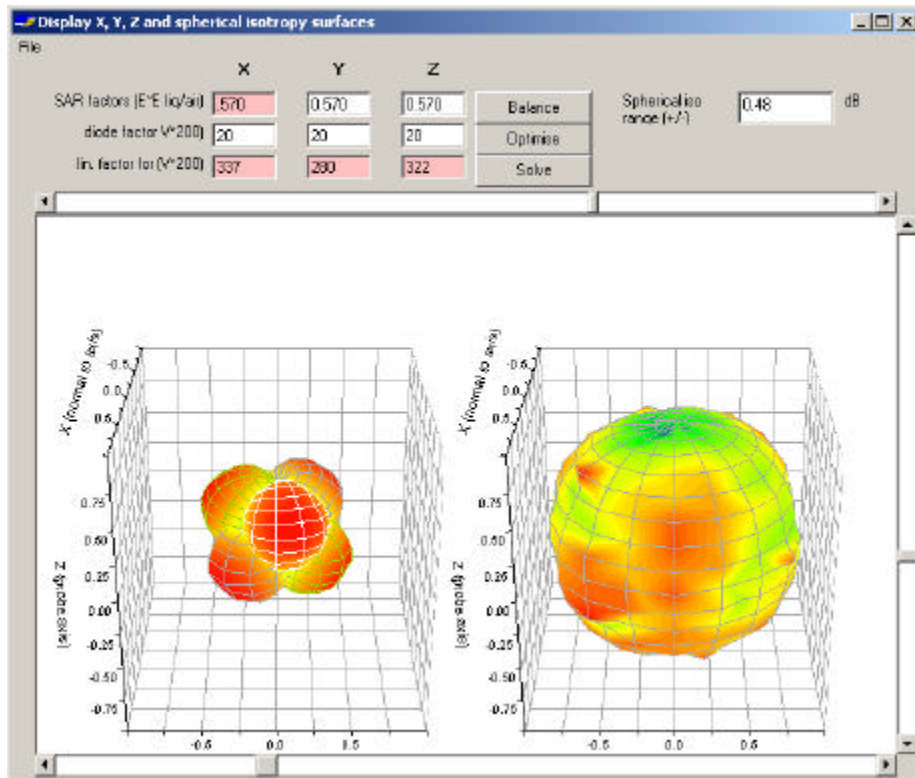 Display X, Y, Z and spherical isotropy surfaces
File
X Y Z
SAR factors (E*E liq/air) .570 0.570 0.570 Balance Spherical iso range (+/-) 0.48 dB
diode factor V*200) 20 20 20 Optimise
lin. factor for (V*200) 337 280 322 Solve
X (normal to axis) -0.5 0.0 0.5
0.75
0.50
0.25
0.00
-0.25
-0.50
-0.75
Z (probe axis)
-0.5 0.0 1.5
X (normal to axis) -0.5 0.0 0.5
0.75
0.50
0.25
0.00
-0.25
-0.50
-0.75
Z (probe axis)
-0.5 0.0 0.5